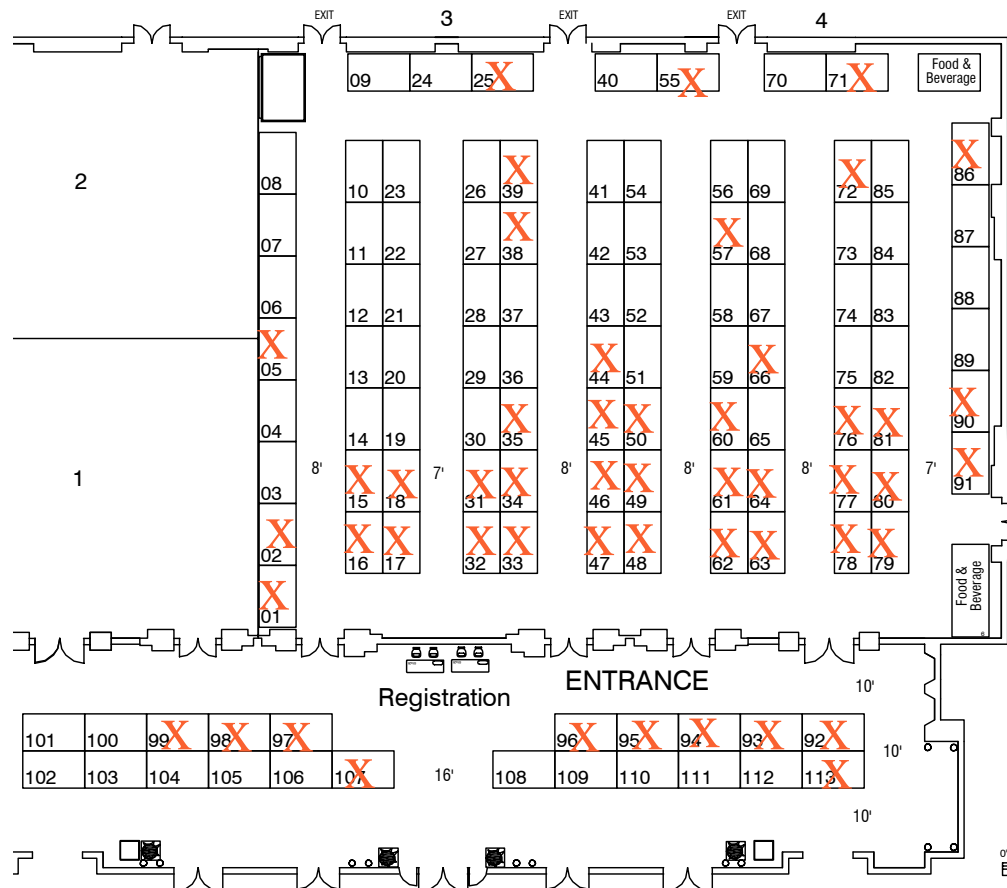 EXIT 3 EXIT EXIT 4
09 24 25 X 40 55 X 70 71 X Food &
Beverage
2
08
07
06
X
05
04
1
03
X
02
X
01
10 23 26 X 39 41 54 56 69 X 72 85 X 86
11 22 27 X 38 42 53 X 57 68 73 84 87
12 21 28 37 43 52 58 67 74 83 88
13 20 29 36 X 44 51 59 X 66 75 82 89
14 19 30 X 35 X 45 X 50 X 60 65 X 76 X 81 X 90
8' 7' 8' 8' 8' 7'
X 15 X 18 X 31 X 34 X 46 X 49 X 61 X 64 X 77 X 80 X 91
X 16 X 17 X 32 X 33 X 47 X 48 X 62 X 63 X 78 X 79
Food &
Beverage
Registration ENTRANCE
10'
101 100 99 X 98 X 97 X 96 X 95 X 94 X 93 X 92 X
10'
102 103 104 105 106 107 X 16' 108 109 110 111 112 113 X
10'